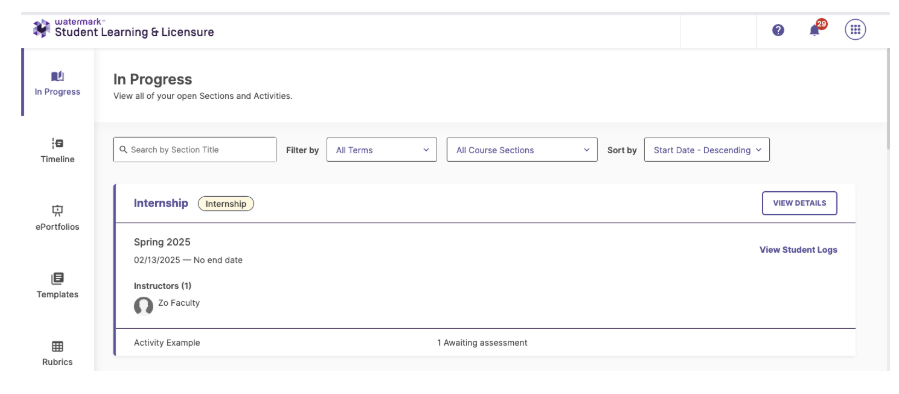 watermark™
Student Learning & Licensure
29
In Progress
Timeline
ePortfolios
Templates
Rubrics
In Progress
View all of your open Sections and Activities.
Search by Section Title
Filter by
All Terms
All Course Sections
Sort by
Start Date - Descending
Internship
Internship
VIEW DETAILS
Spring 2025
02/13/2025 — No end date
View Student Logs
Instructors (1)
Zo Faculty
Activity Example
1 Awaiting assessment